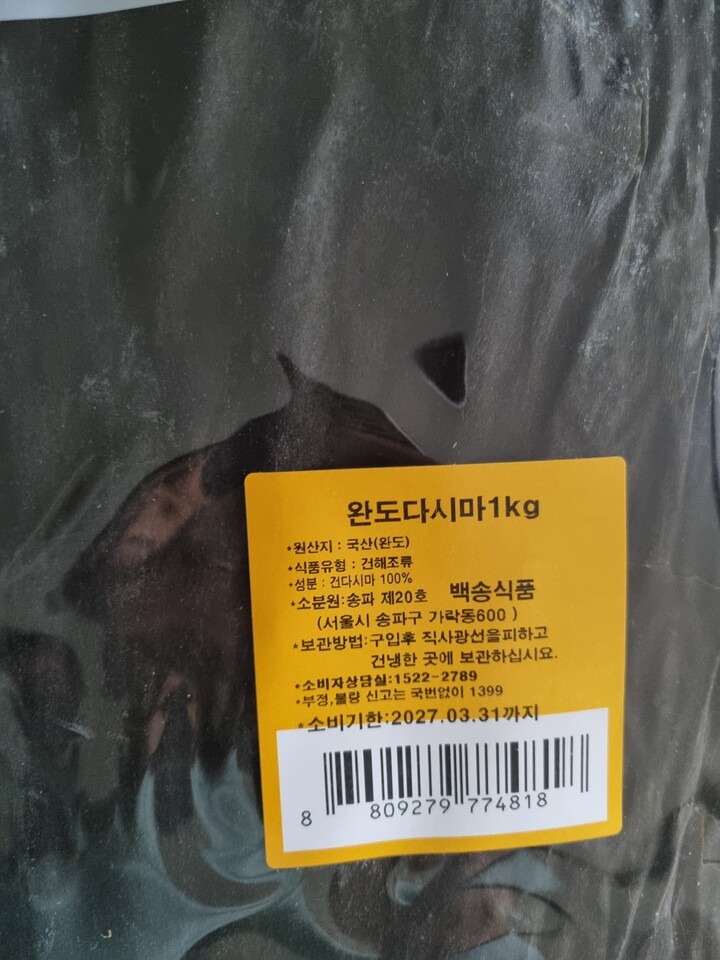 완도다시마1kg
*원산지 : 국산(완도)
*식품유형 : 건해조류
*성분 : 건다시마 100%
*소분원:송파 제20호 백송식품
(서울시 송파구 가락동600 )
*보관방법:구입후 직사광선을피하고
건냉한 곳에 보관하십시요.
*소비자상담실:1522-2789
*부정,불량 신고는 국번없이 1399
*소비기한:2027.03.31까지
8 809279 774818